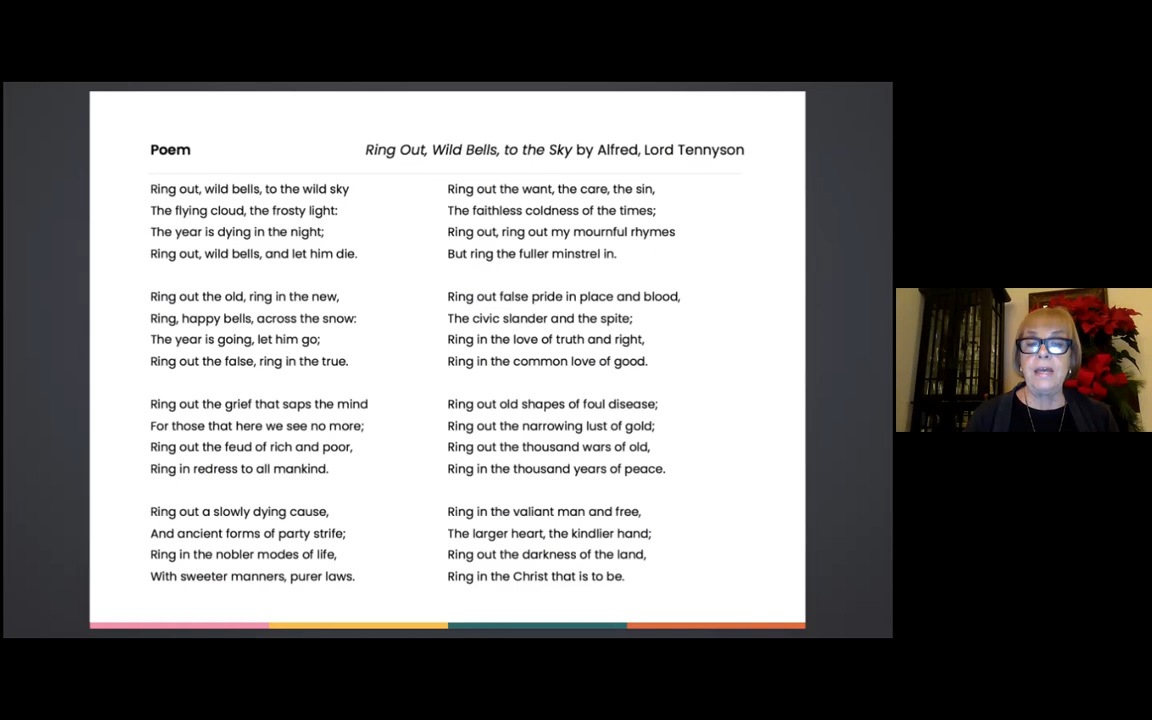 Poem
Ring Out, Wild Bells, to the Sky by Alfred, Lord Tennyson
Ring out, wild bells, to the wild sky
The flying cloud, the frosty light:
The year is dying in the night;
Ring out, wild bells, and let him die.
Ring out the old, ring in the new,
Ring, happy bells, across the snow:
The year is going, let him go;
Ring out the false, ring in the true.
Ring out the grief that saps the mind
For those that here we see no more;
Ring out the feud of rich and poor,
Ring in redress to all mankind.
Ring out a slowly dying cause,
And ancient forms of party strife;
Ring in the nobler modes of life,
With sweeter manners, purer laws.
Ring out the want, the care, the sin,
The faithless coldness of the times;
Ring out, ring out my mournful rhymes
But ring the fuller minstrel in.
Ring out false pride in place and blood,
The civic slander and the spite;
Ring in the love of truth and right,
Ring in the common love of good.
Ring out old shapes of foul disease;
Ring out the narrowing lust of gold;
Ring out the thousand wars of old,
Ring in the thousand years of peace.
Ring in the valiant man and free,
The larger heart, the kindlier hand;
Ring out the darkness of the land,
Ring in the Christ that is to be.